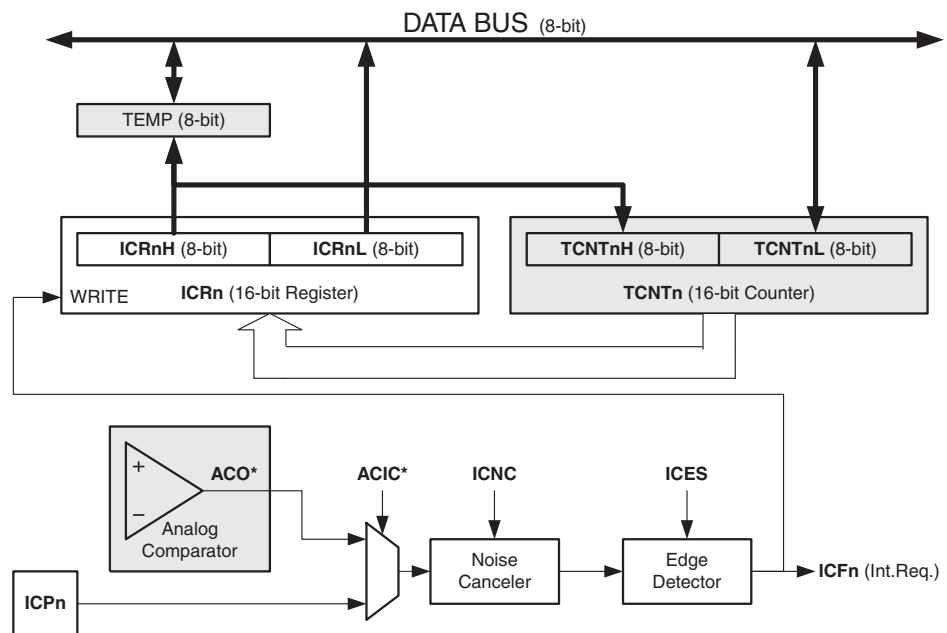 DATA BUS (8-bit)
TEMP (8-bit)
ICRnH (8-bit)
ICRnL (8-bit)
TCNTnH (8-bit)
TCNTnL (8-bit)
WRITE
ICRn (16-bit Register)
TCNTn (16-bit Counter)
+
−
ACO*
Analog
Comparator
ACIC*
ICNC
ICES
Noise
Canceler
Edge
Detector
ICFn (Int.Req.)
ICPn